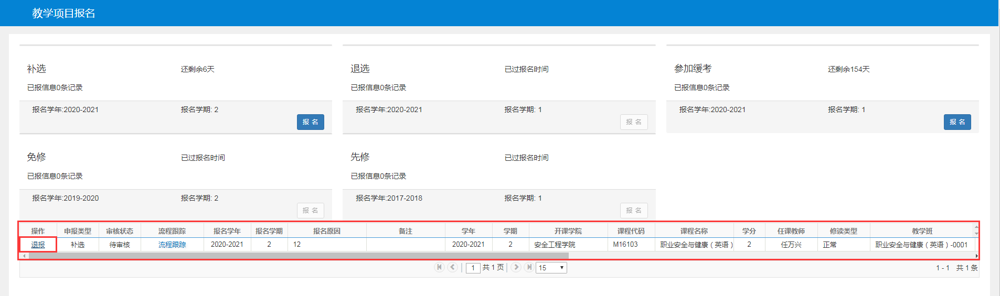 教学项目报名
补选 还剩余6天
已报信息0条记录
报名学年:2020-2021 报名学期: 2
报 名
退选 已过报名时间
已报信息0条记录
报名学年:2020-2021 报名学期: 1
报 名
参加缓考 还剩余154天
已报信息0条记录
报名学年:2020-2021 报名学期: 1
报 名
免修 已过报名时间
已报信息0条记录
报名学年:2019-2020 报名学期: 2
报 名
先修 已过报名时间
已报信息0条记录
报名学年:2017-2018 报名学期: 1
报 名
操作 申报类型 审核状态 流程跟踪 报名学年 报名学期 报名原因 备注 学年 学期 开课学院 课程代码 课程名称 学分 任课教师 修读类型 教学班
退报 补选 待审核 流程跟踪 2020-2021 2 12 2020-2021 2 安全工程学院 M16103 职业安全与健康（英语） 2 任万兴 正常 职业安全与健康（英语）-0001
1 共 1 页 15 1 - 1 共 1 条